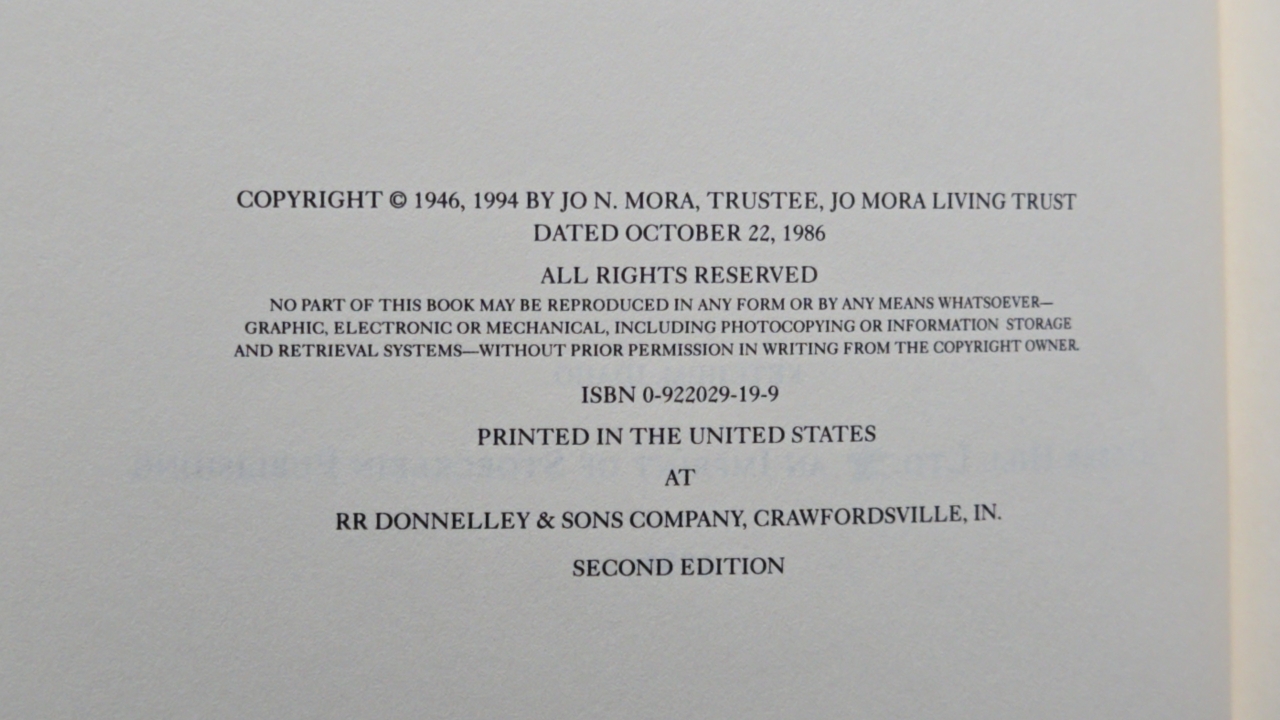 COPYRIGHT © 1946, 1994 BY JO N. MORA, TRUSTEE, JO MORA LIVING TRUST
DATED OCTOBER 22, 1986
ALL RIGHTS RESERVED
NO PART OF THIS BOOK MAY BE REPRODUCED IN ANY FORM OR BY ANY MEANS WHATSOEVER—
GRAPHIC, ELECTRONIC OR MECHANICAL, INCLUDING PHOTOCOPYING OR INFORMATION STORAGE
AND RETRIEVAL SYSTEMS—WITHOUT PRIOR PERMISSION IN WRITING FROM THE COPYRIGHT OWNER.
ISBN 0-922029-19-9
PRINTED IN THE UNITED STATES
AT
RR DONNELLEY & SONS COMPANY, CRAWFORDSVILLE, IN.
SECOND EDITION